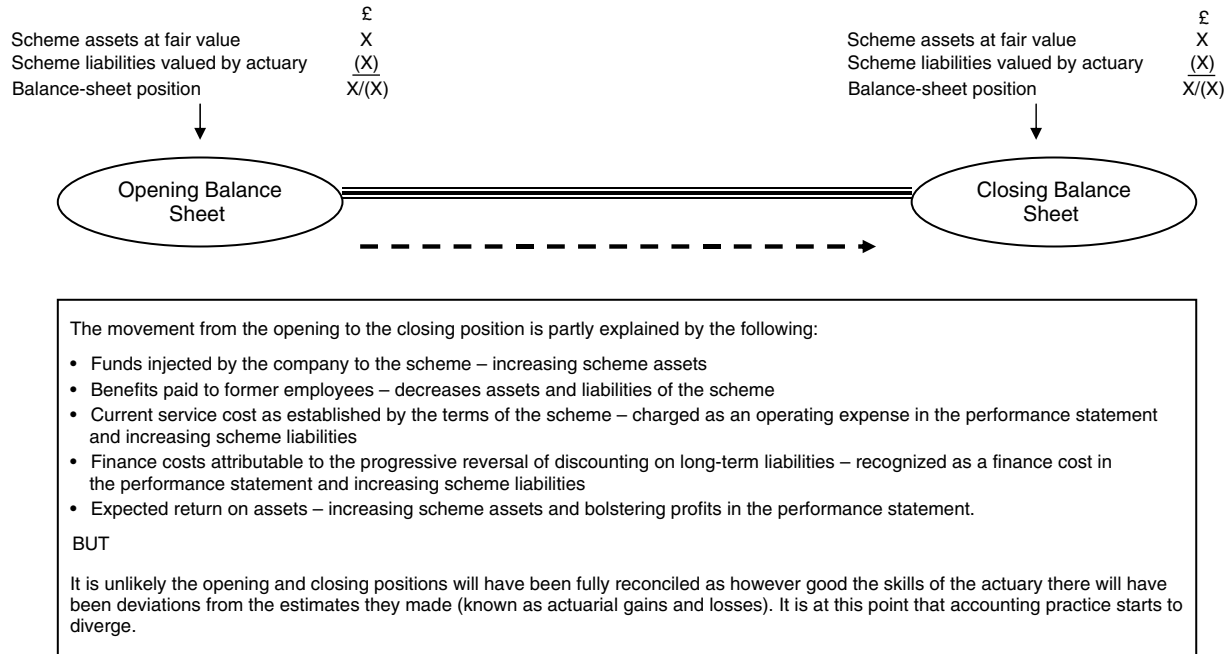 £
Scheme assets at fair value X
Scheme liabilities valued by actuary (X)
Balance-sheet position X/(X)
£
Scheme assets at fair value X
Scheme liabilities valued by actuary (X)
Balance-sheet position X/(X)
Opening Balance
Sheet
Closing Balance
Sheet
The movement from the opening to the closing position is partly explained by the following:
• Funds injected by the company to the scheme – increasing scheme assets
• Benefits paid to former employees – decreases assets and liabilities of the scheme
• Current service cost as established by the terms of the scheme – charged as an operating expense in the performance statement
and increasing scheme liabilities
• Finance costs attributable to the progressive reversal of discounting on long-term liabilities – recognized as a finance cost in
the performance statement and increasing scheme liabilities
• Expected return on assets – increasing scheme assets and bolstering profits in the performance statement.
BUT
It is unlikely the opening and closing positions will have been fully reconciled as however good the skills of the actuary there will have
been deviations from the estimates they made (known as actuarial gains and losses). It is at this point that accounting practice starts to
diverge.